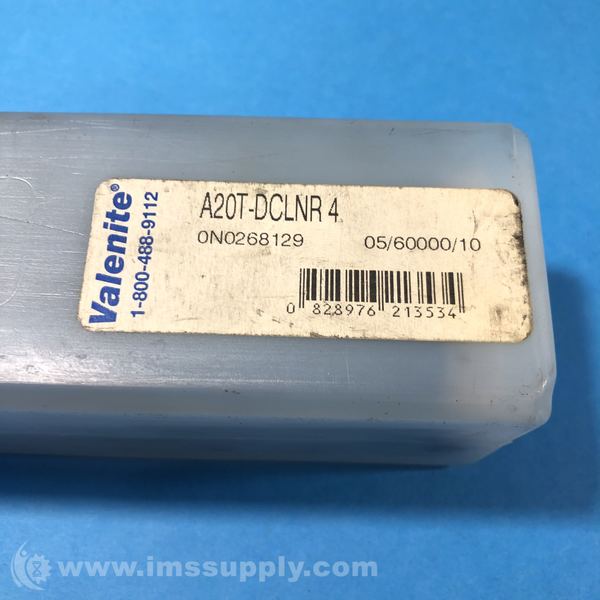 Valenite®
1-800-488-9112
A20T-DCLNR 4
0N0268129 05/60000/10
0 828976 213534
www.imssupply.com